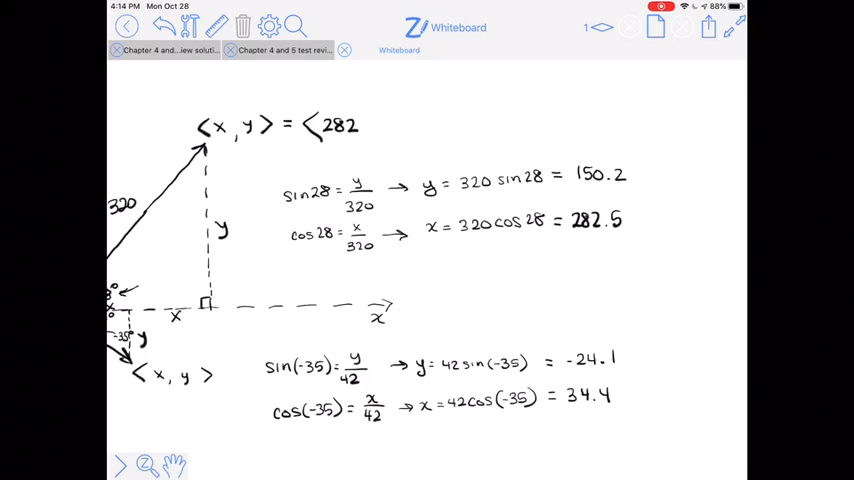 4:14 PM Mon Oct 28
88%
Whiteboard
1
Chapter 4 and...iew soluti...
Chapter 4 and 5 test revi...
Whiteboard
<x, y> = <282
320
sin28 = y/320 → y = 320 sin28 = 150.2
y
cos28 = x/320 → x = 320cos28 = 282.5
x
x
-35° y
<x, y>
sin(-35) = y/42 → y = 42sin(-35) = -24.1
cos(-35) = x/42 → x = 42cos(-35) = 34.4